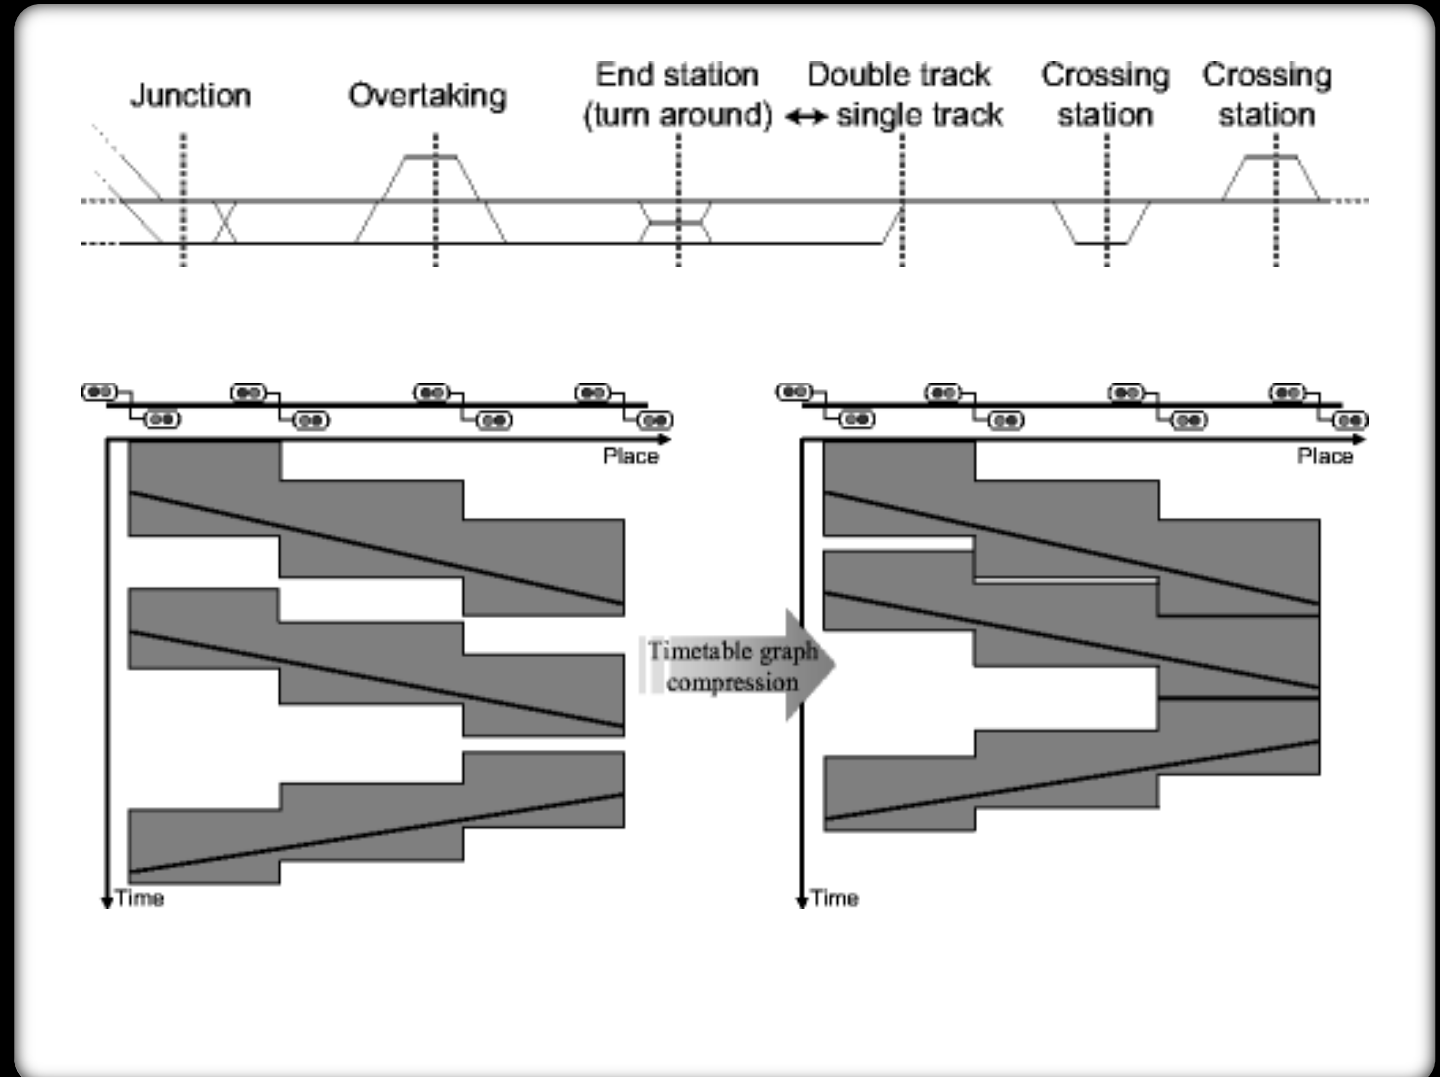 Junction
Overtaking
End station
(turn around)
Double track
↔ single track
Crossing
station
Crossing
station
Place
Place
Timetable graph
compression
Time
Time